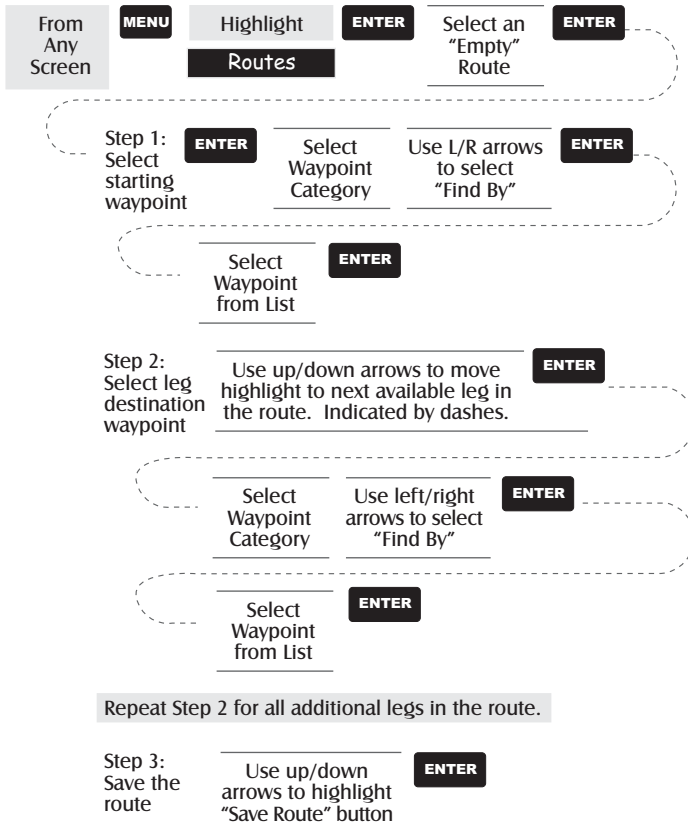 From
Any
Screen
MENU
Highlight
Routes
ENTER
Select an
“Empty”
Route
ENTER
Step 1:
Select
starting
waypoint
ENTER
Select
Waypoint
Category
Use L/R arrows
to select
“Find By”
ENTER
Select
Waypoint
from List
ENTER
Step 2:
Select leg
destination
waypoint
Use up/down arrows to move
highlight to next available leg in
the route. Indicated by dashes.
ENTER
Select
Waypoint
Category
Use left/right
arrows to select
“Find By”
ENTER
Select
Waypoint
from List
ENTER
Repeat Step 2 for all additional legs in the route.
Step 3:
Save the
route
Use up/down
arrows to highlight
“Save Route” button
ENTER